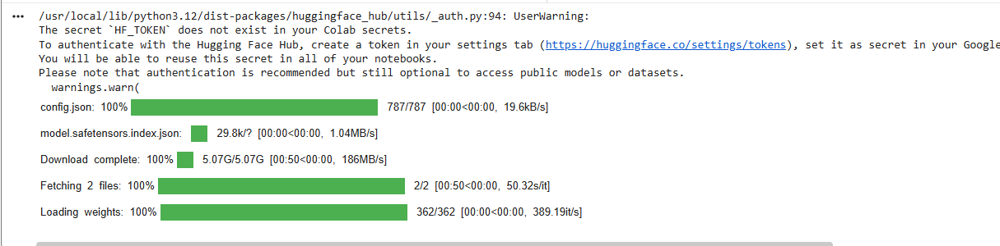 ••• /usr/local/lib/python3.12/dist-packages/huggingface_hub/utils/_auth.py:94: UserWarning:
The secret `HF_TOKEN` does not exist in your Colab secrets.
To authenticate with the Hugging Face Hub, create a token in your settings tab (https://huggingface.co/settings/tokens), set it as secret in your Google
You will be able to reuse this secret in all of your notebooks.
Please note that authentication is recommended but still optional to access public models or datasets.
  warnings.warn(
config.json: 100% 787/787 [00:00<00:00, 19.6kB/s]
model.safetensors.index.json: 29.8k/? [00:00<00:00, 1.04MB/s]
Download complete: 100% 5.07G/5.07G [00:50<00:00, 186MB/s]
Fetching 2 files: 100% 2/2 [00:50<00:00, 50.32s/it]
Loading weights: 100% 362/362 [00:00<00:00, 389.19it/s]